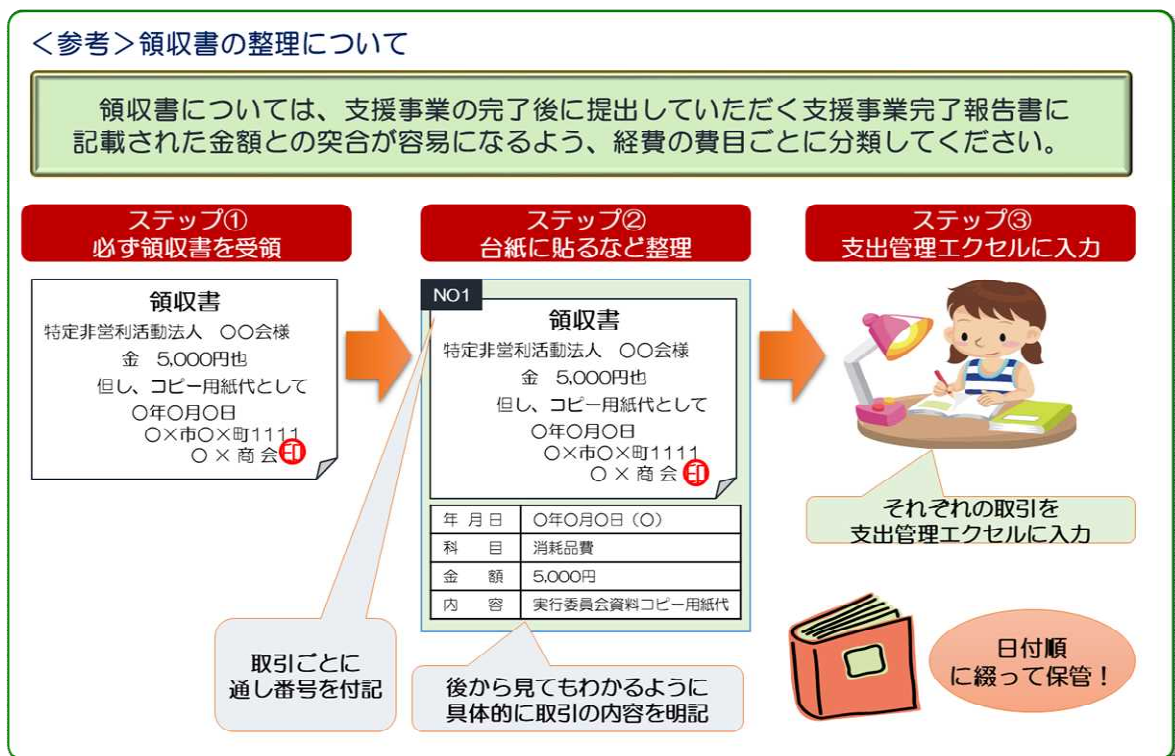 ＜参考＞領収書の整理について
領収書については、支援事業の完了後に提出していただく支援事業完了報告書に
記載された金額との突合が容易になるよう、経費の費目ごとに分類してください。
ステップ①
必ず領収書を受領
領収書
特定非営利活動法人　〇〇会様
金　5,000円也
但し、コピー用紙代として
〇年〇月〇日
〇×市〇×町1111
〇×商会㊞
ステップ②
台紙に貼るなど整理
NO1
領収書
特定非営利活動法人　〇〇会様
金　5,000円也
但し、コピー用紙代として
〇年〇月〇日
〇×市〇×町1111
〇×商会㊞
年月日　〇年〇月〇日（〇）
科　目　消耗品費
金　額　5,000円
内　容　実行委員会資料コピー用紙代
取引ごとに
通し番号を付記
後から見てもわかるように
具体的に取引の内容を明記
ステップ③
支出管理エクセルに入力
それぞれの取引を
支出管理エクセルに入力
日付順
に綴って保管！